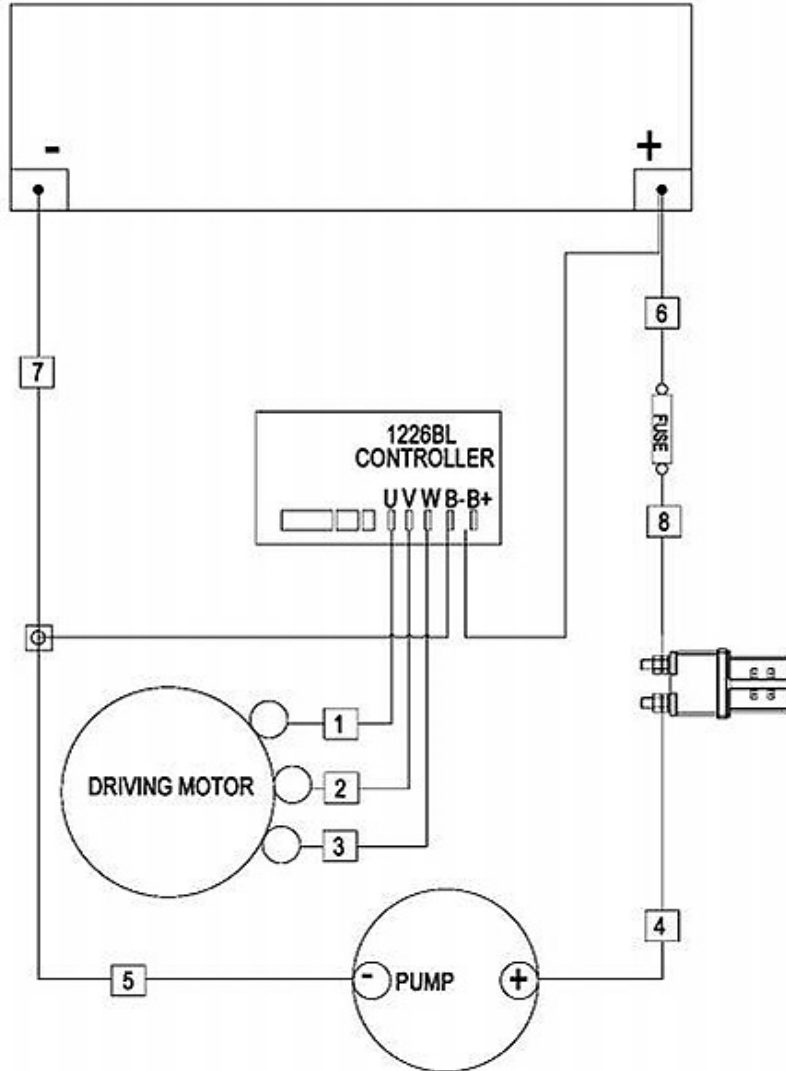 - +
6
7
FUSE
1226BL
CONTROLLER
U V W B- B+
8
1
DRIVING MOTOR
2
3
4
5
- PUMP +